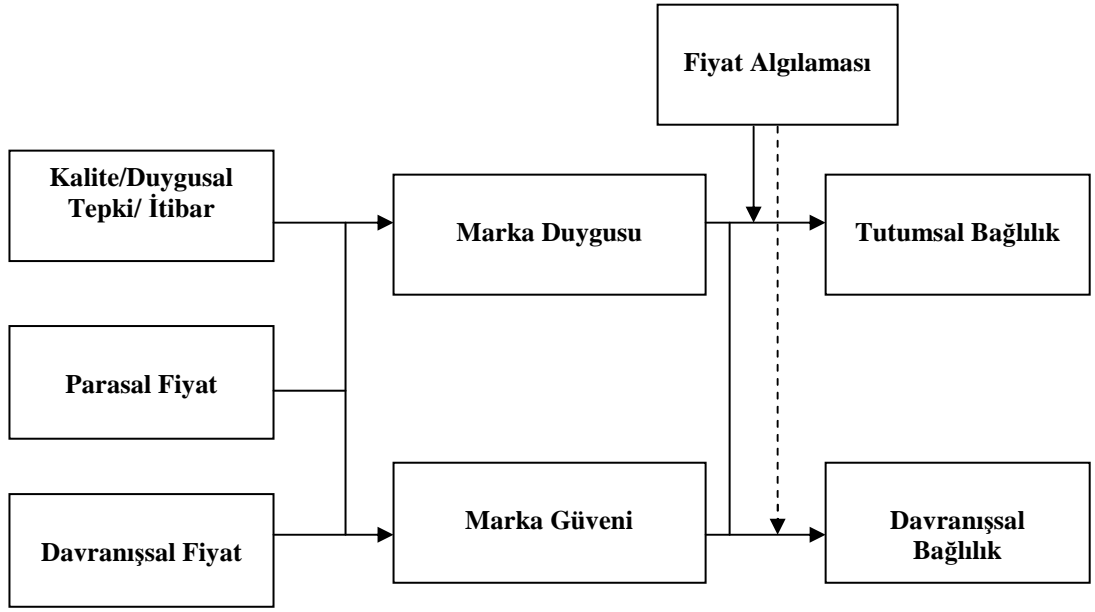 Fiyat Algılaması
Kalite/Duygusal
Tepki/ İtibar
Marka Duygusu
Tutumsal Bağlılık
Parasal Fiyat
Davranışsal Fiyat
Marka Güveni
Davranışsal
Bağlılık